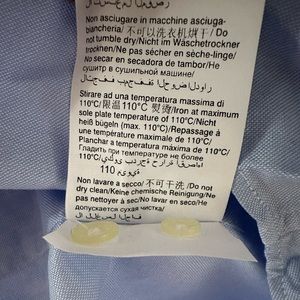 Non asciugare in macchine asciuga-
biancheria/ 不可以洗衣机烘干 / Do
not tumble dry/Nicht im Wäschetrockner
trocknen/Ne pas sécher en sèche-linge/
No secar en secadora de tambor/Не
сушитр в сушильной машине/
Stirare ad una temperatura massima di
110°C/ 限温110°C 熨烫/Iron at maximum
sole plate temperature of 110°C/Nicht
heiß bügeln (max. 110°C)/Repassage à
une température maximale de 110°C/
Planchar a temperatura máxima de 110°C/
Гладить при температуре не более
110°C/
110 مئوية
Non lavare a secco/ 不可干洗 /Do not
dry clean/Keine chemische Reinigung/Ne
pas nettoyer à sec/No lavar en seco/Не
допускается сухая чистка/